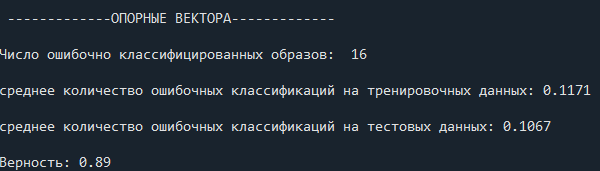 -------------ОПОРНЫЕ ВЕКТОРА-------------
Число ошибочно классифицированных образов:  16
среднее количество ошибочных классификаций на тренировочных данных: 0.1171
среднее количество ошибочных классификаций на тестовых данных: 0.1067
Верность: 0.89